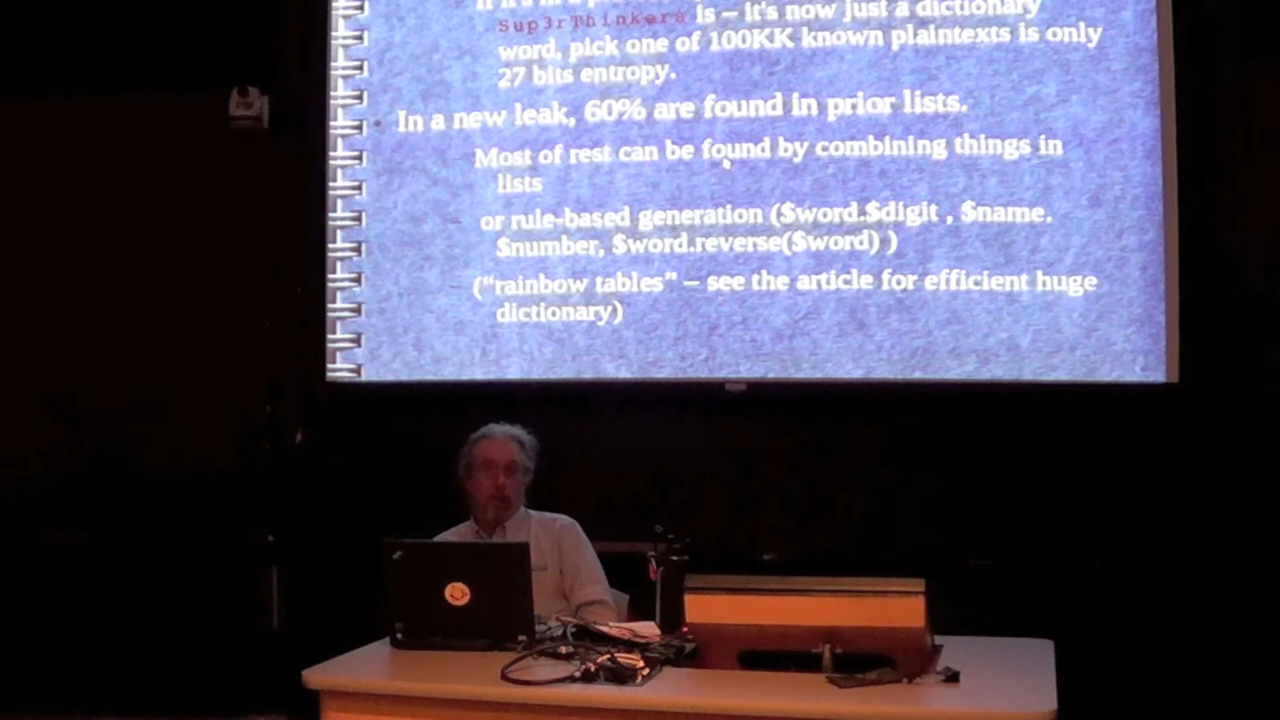 Sup3rThinkers is – it's now just a dictionary
word, pick one of 100KK known plaintexts is only
27 bits entropy.
In a new leak, 60% are found in prior lists.
Most of rest can be found by combining things in
lists
or rule-based generation ($word.$digit , $name.
$number, $word.reverse($word) )
("rainbow tables" – see the article for efficient huge
dictionary)